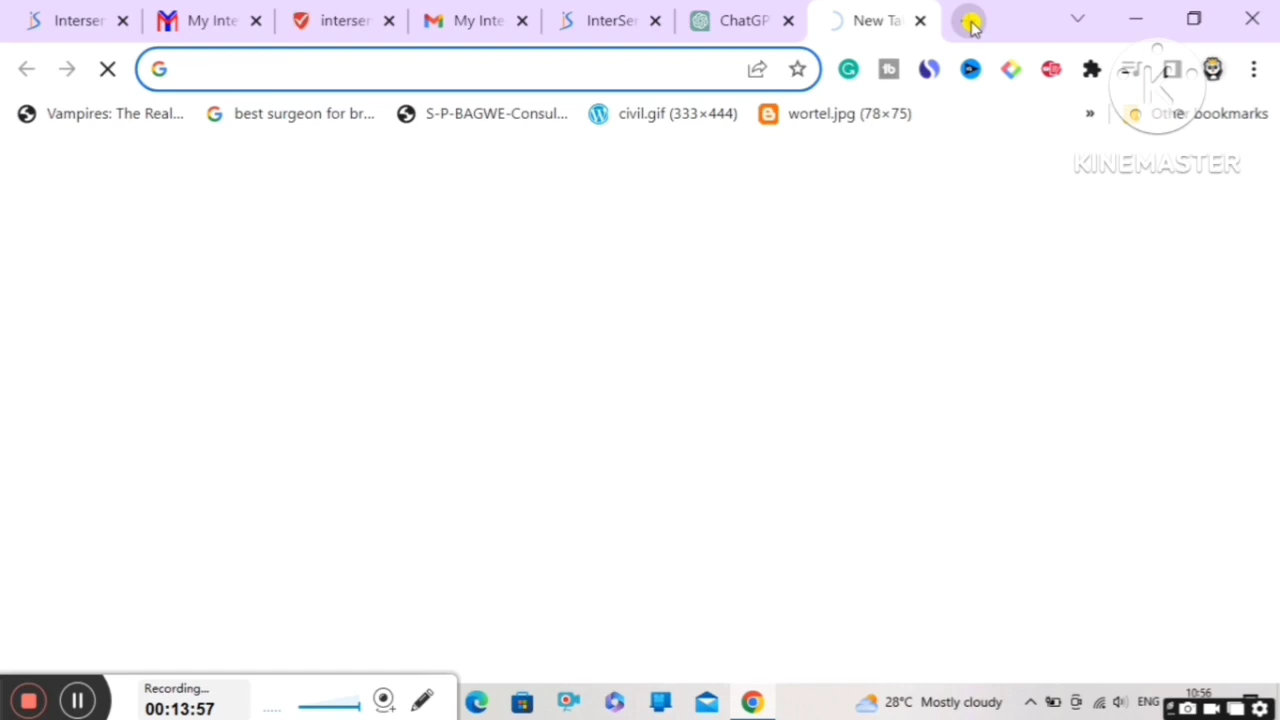 Interser
My Inte
interser
My Inte
InterSer
ChatGP
New Ta
Vampires: The Real...
best surgeon for br...
S-P-BAGWE-Consul...
civil.gif (333×444)
wortel.jpg (78×75)
»
Other bookmarks
KINEMASTER
Recording...
00:13:57
28°C Mostly cloudy
ENG
10:56